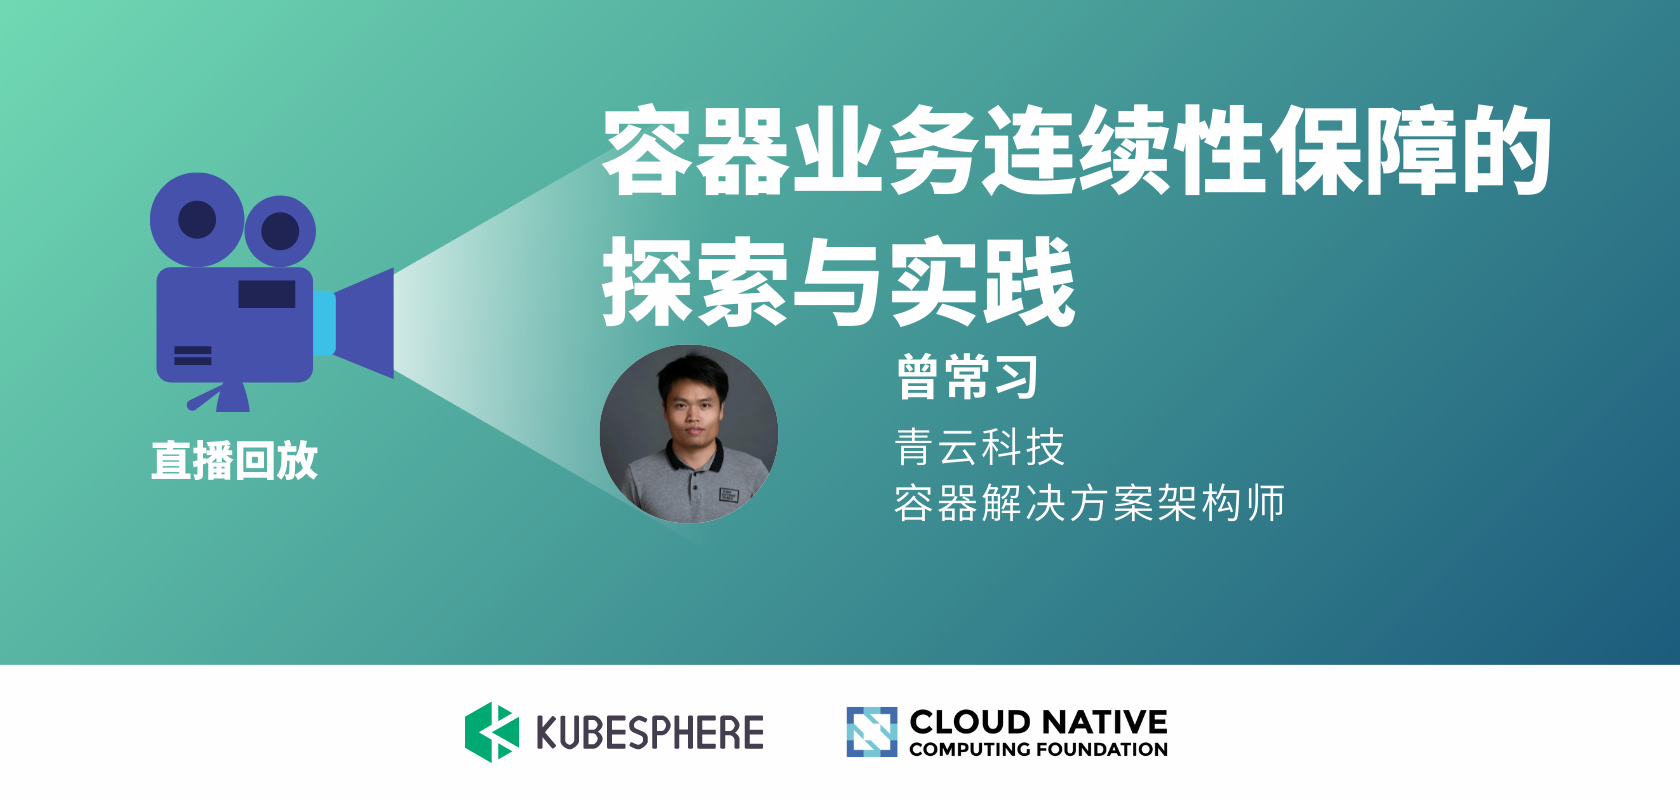 容器业务连续性保障的
探索与实践
曾常习
青云科技
容器解决方案架构师
直播回放
KUBESPHERE
CLOUD NATIVE
COMPUTING FOUNDATION